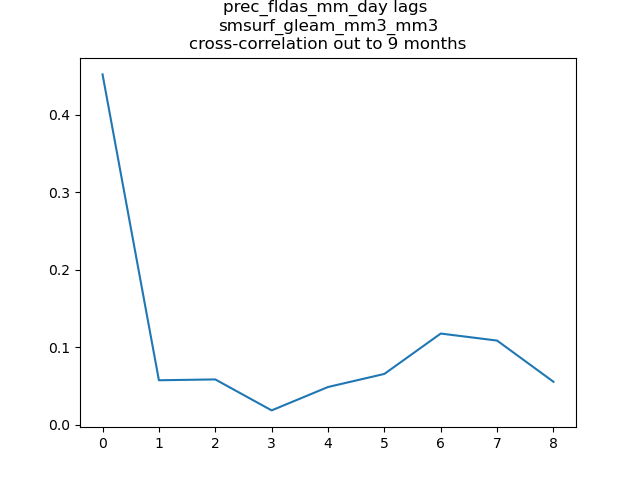 prec_fldas_mm_day lags
smsurf_gleam_mm3_mm3
cross-correlation out to 9 months
0.4
0.3
0.2
0.1
0.0
0 1 2 3 4 5 6 7 8